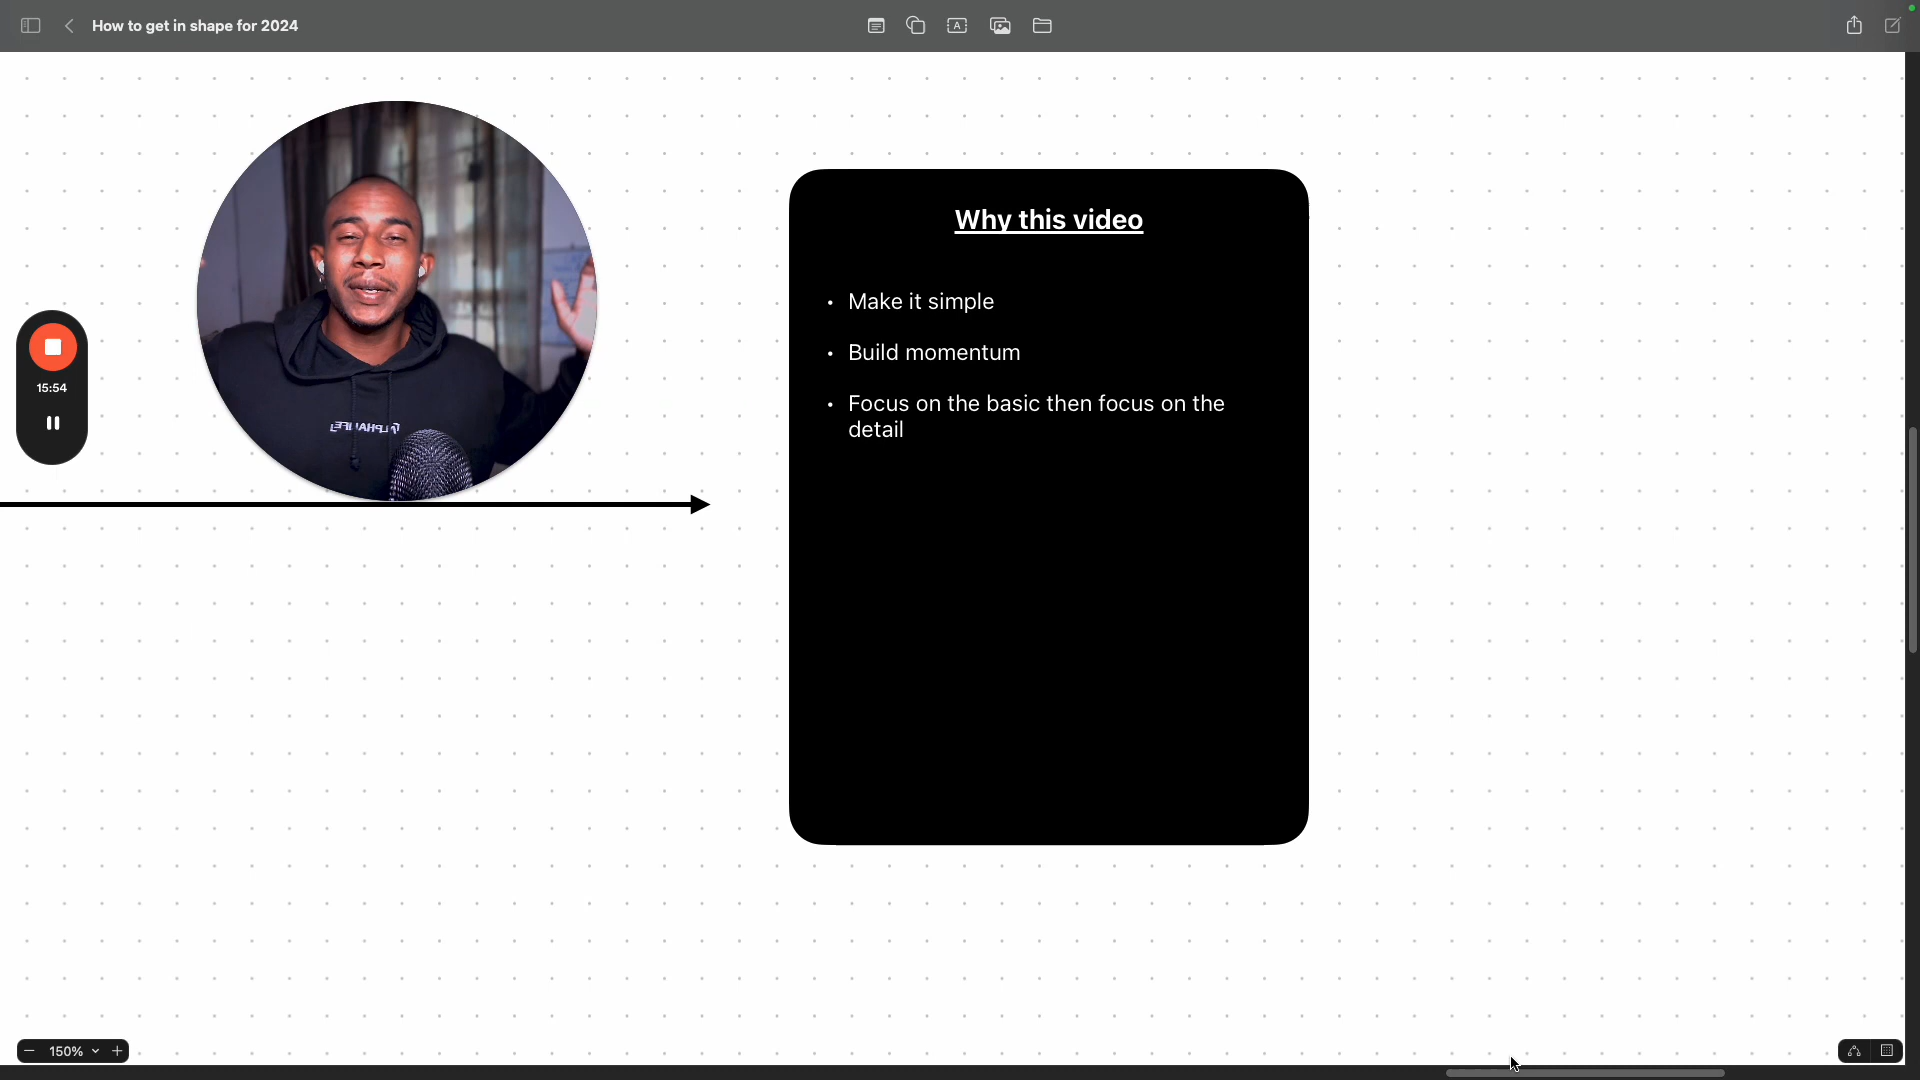 How to get in shape for 2024
Why this video
• Make it simple
• Build momentum
• Focus on the basic then focus on the
detail
15:54
ALPHALIFE
150%